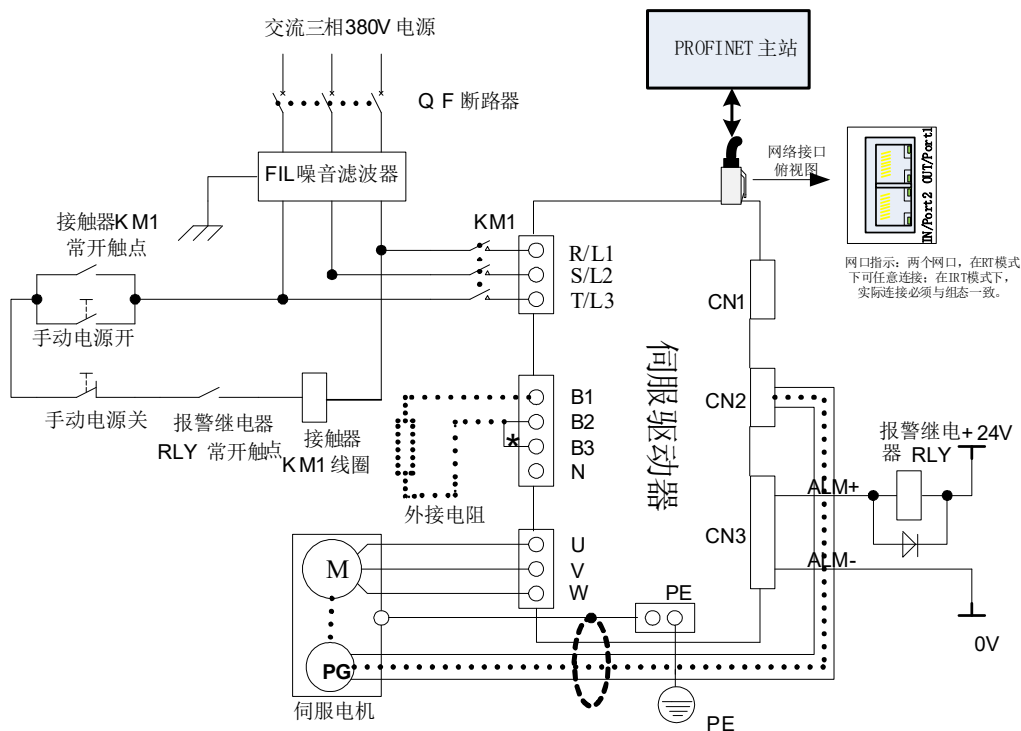 交流三相380V 电源
Q F 断路器
FIL噪音滤波器
PROFINET 主站
网络接口
俯视图
IN/Port2 OUT/Port1
网口指示：两个网口，在RT模式
下可任意连接；在IRT模式下，
实际连接必须与组态一致。
接触器KM1
常开触点
手动电源开
KM1
R/L1
S/L2
T/L3
CN1
手动电源关
报警继电器
RLY 常开触点
接触器
KM1 线圈
B1
B2
*
B3
N
外接电阻
伺服驱动器
CN2
报警继电
器 RLY
+ 24V
ALM+
CN3
ALM-
0V
U
V
W
M
PG
伺服电机
PE
PE